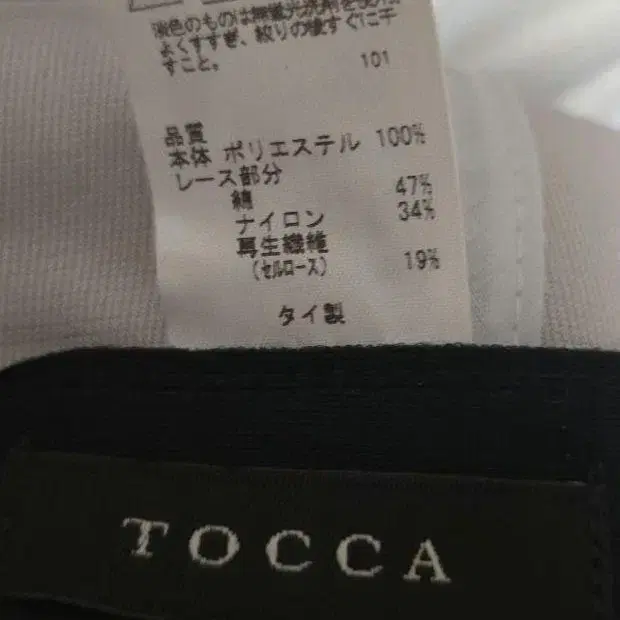 淡色のものは無蛍光洗剤を使用
よくすすぎ、絞りの後すぐに干
すこと。
101
品質
本体 ポリエステル 100%
レース部分
綿 47%
ナイロン 34%
再生繊維
(セルロース) 19%
タイ製
TOCCA